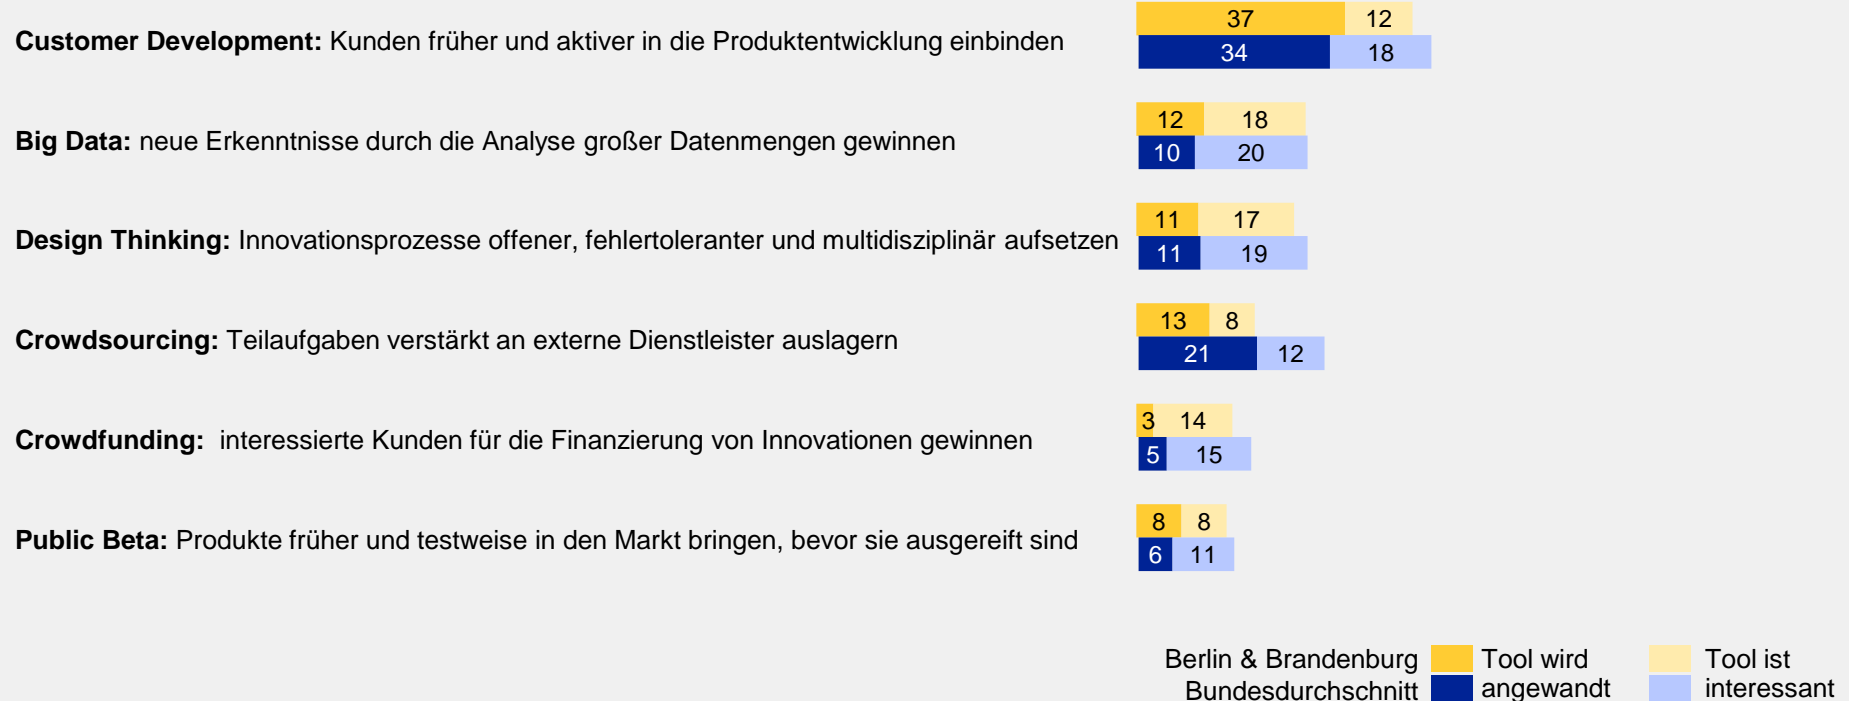 37 12
Customer Development: Kunden früher und aktiver in die Produktentwicklung einbinden
34 18
12 18
Big Data: neue Erkenntnisse durch die Analyse großer Datenmengen gewinnen
10 20
11 17
Design Thinking: Innovationsprozesse offener, fehlertoleranter und multidisziplinär aufsetzen
11 19
13 8
Crowdsourcing: Teilaufgaben verstärkt an externe Dienstleister auslagern
21 12
3 14
Crowdfunding: interessierte Kunden für die Finanzierung von Innovationen gewinnen
5 15
8 8
Public Beta: Produkte früher und testweise in den Markt bringen, bevor sie ausgereift sind
6 11
Berlin & Brandenburg Tool wird Tool ist
Bundesdurchschnitt angewandt interessant